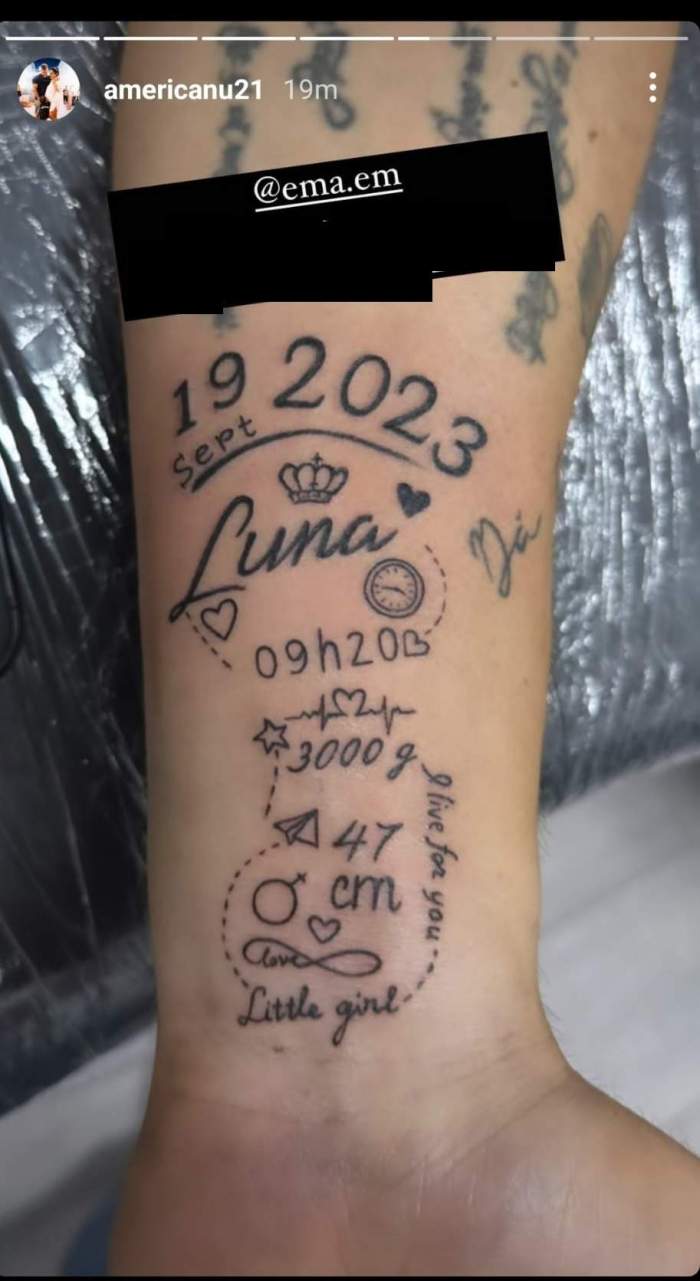 americanu21 19m
@ema.em
19 2023
Sept
Luna
09h20
3000 g
I live for you
47
cm
love
Little girl